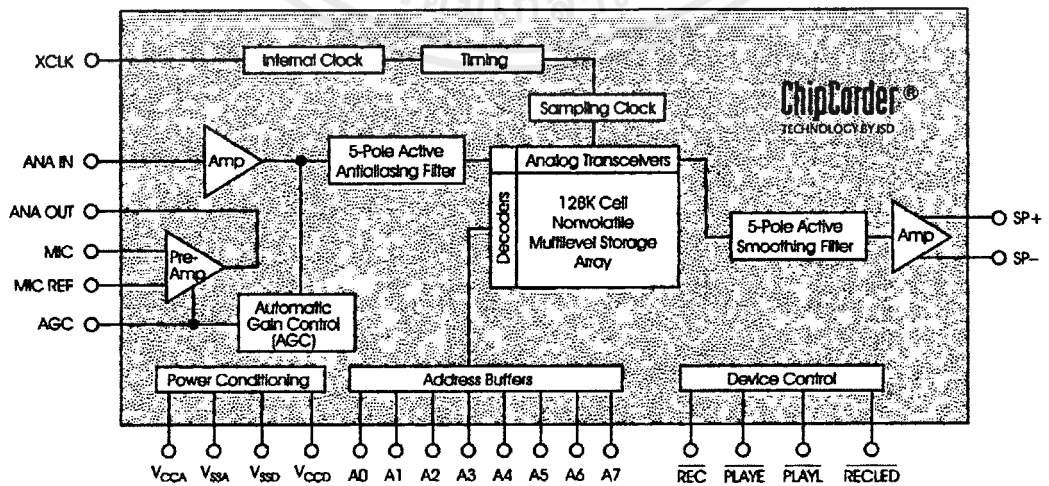 XCLK
Internal Clock
Timing
Sampling Clock
ChipCorder ®
TECHNOLOGY BY ISD
ANA IN
Amp
5-Pole Active
Antialiasing Filter
Analog Transceivers
Decoders
128K Cell
Nonvolatile
Multilevel Storage
Array
5-Pole Active
Smoothing Filter
Amp
SP+
SP–
ANA OUT
MIC
Pre-
Amp
MIC REF
AGC
Automatic
Gain Control
(AGC)
Power Conditioning
Address Buffers
Device Control
VCCA VSSA VSSD VCCD A0 A1 A2 A3 A4 A5 A6 A7 REC PLAYE PLAYL RECLED